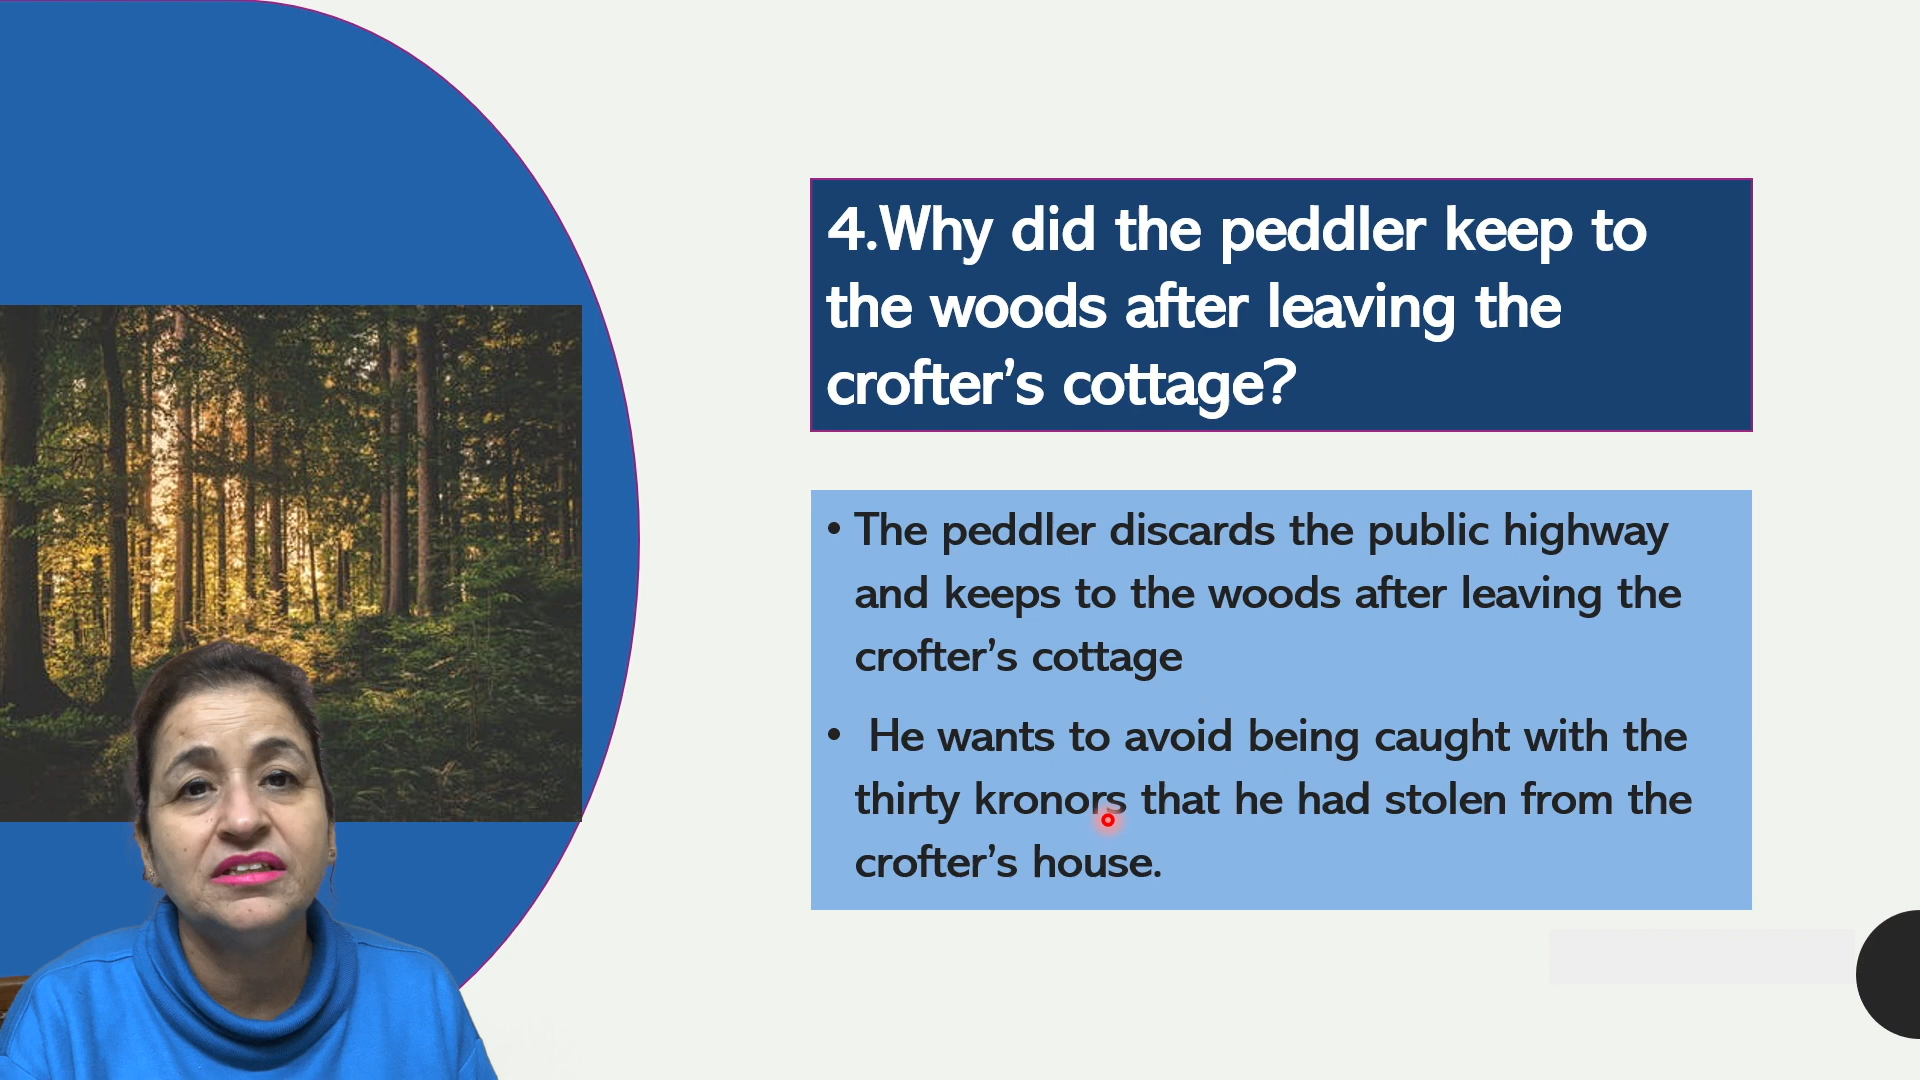 4.Why did the peddler keep to
the woods after leaving the
crofter’s cottage?
• The peddler discards the public highway
and keeps to the woods after leaving the
crofter’s cottage
• He wants to avoid being caught with the
thirty kronors that he had stolen from the
crofter’s house.